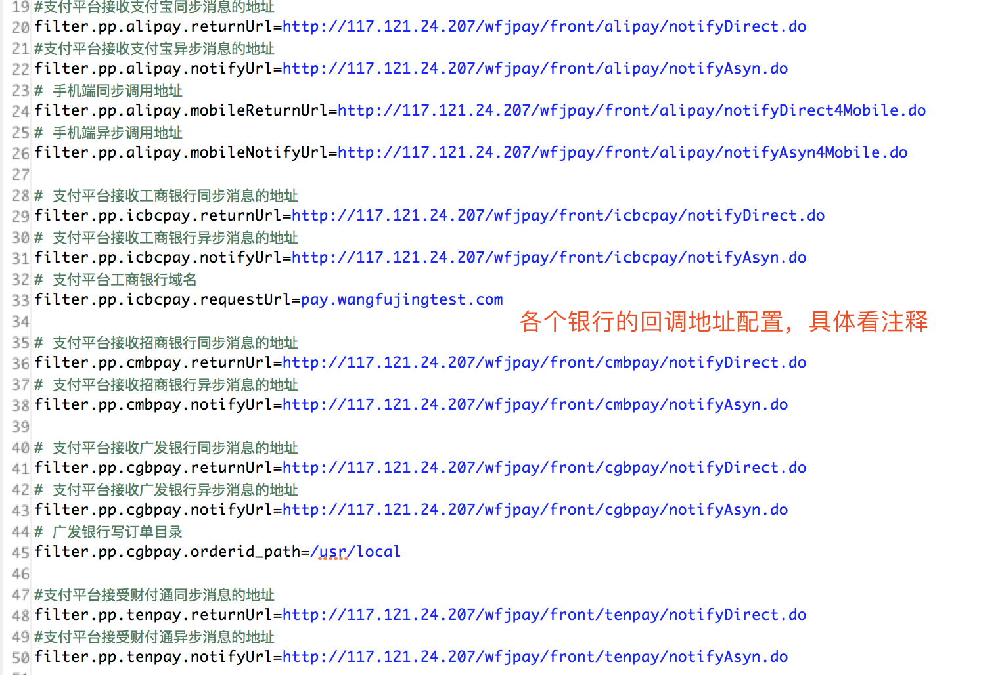 19 #支付平台接收支付宝同步消息的地址
20 filter.pp.alipay.returnUrl=http://117.121.24.207/wfjpay/front/alipay/notifyDirect.do
21 #支付平台接收支付宝异步消息的地址
22 filter.pp.alipay.notifyUrl=http://117.121.24.207/wfjpay/front/alipay/notifyAsyn.do
23 # 手机端同步调用地址
24 filter.pp.alipay.mobileReturnUrl=http://117.121.24.207/wfjpay/front/alipay/notifyDirect4Mobile.do
25 # 手机端异步调用地址
26 filter.pp.alipay.mobileNotifyUrl=http://117.121.24.207/wfjpay/front/alipay/notifyAsyn4Mobile.do
27
28 # 支付平台接收工商银行同步消息的地址
29 filter.pp.icbcpay.returnUrl=http://117.121.24.207/wfjpay/front/icbcpay/notifyDirect.do
30 # 支付平台接收工商银行异步消息的地址
31 filter.pp.icbcpay.notifyUrl=http://117.121.24.207/wfjpay/front/icbcpay/notifyAsyn.do
32 # 支付平台工商银行域名
33 filter.pp.icbcpay.requestUrl=pay.wangfujingtest.com
34
各个银行的回调地址配置，具体看注释
35 # 支付平台接收招商银行同步消息的地址
36 filter.pp.cmbpay.returnUrl=http://117.121.24.207/wfjpay/front/cmbpay/notifyDirect.do
37 # 支付平台接收招商银行异步消息的地址
38 filter.pp.cmbpay.notifyUrl=http://117.121.24.207/wfjpay/front/cmbpay/notifyAsyn.do
39
40 # 支付平台接收广发银行同步消息的地址
41 filter.pp.cgbpay.returnUrl=http://117.121.24.207/wfjpay/front/cgbpay/notifyDirect.do
42 # 支付平台接收广发银行异步消息的地址
43 filter.pp.cgbpay.notifyUrl=http://117.121.24.207/wfjpay/front/cgbpay/notifyAsyn.do
44 # 广发银行写订单目录
45 filter.pp.cgbpay.orderid_path=/usr/local
46
47 #支付平台接受财付通同步消息的地址
48 filter.pp.tenpay.returnUrl=http://117.121.24.207/wfjpay/front/tenpay/notifyDirect.do
49 #支付平台接受财付通异步消息的地址
50 filter.pp.tenpay.notifyUrl=http://117.121.24.207/wfjpay/front/tenpay/notifyAsyn.do